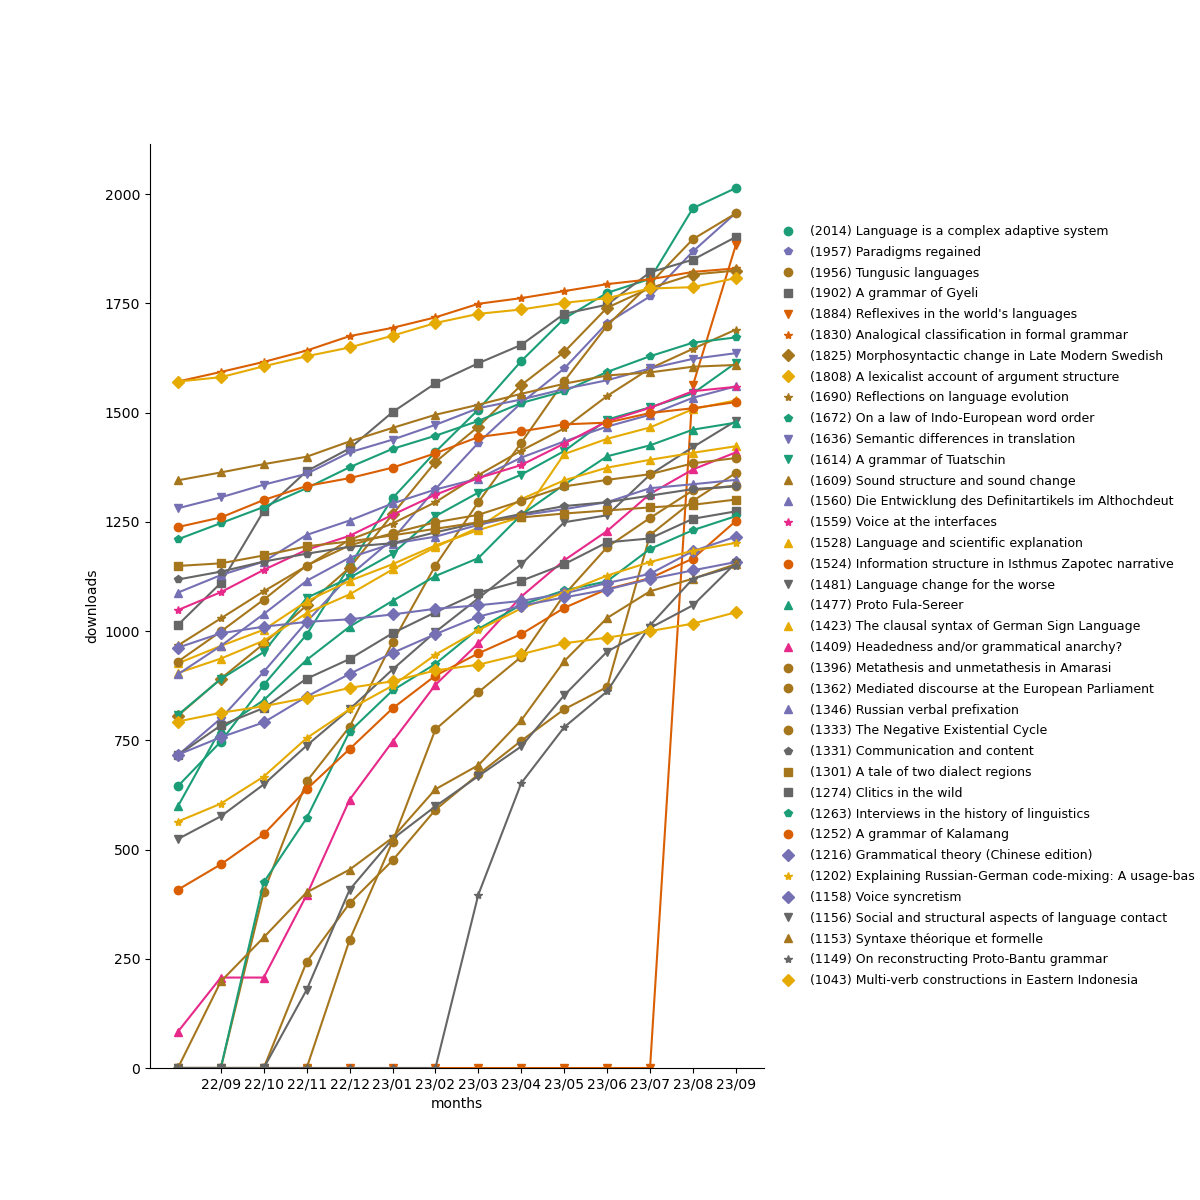 2000
1750
1500
1250
1000
750
500
250
0
downloads
22/09 22/10 22/11 22/12 23/01 23/02 23/03 23/04 23/05 23/06 23/07 23/08 23/09
months
(2014) Language is a complex adaptive system
(1957) Paradigms regained
(1956) Tungusic languages
(1902) A grammar of Gyeli
(1884) Reflexives in the world's languages
(1830) Analogical classification in formal grammar
(1825) Morphosyntactic change in Late Modern Swedish
(1808) A lexicalist account of argument structure
(1690) Reflections on language evolution
(1672) On a law of Indo-European word order
(1636) Semantic differences in translation
(1614) A grammar of Tuatschin
(1609) Sound structure and sound change
(1560) Die Entwicklung des Definitartikels im Althochdeut
(1559) Voice at the interfaces
(1528) Language and scientific explanation
(1524) Information structure in Isthmus Zapotec narrative
(1481) Language change for the worse
(1477) Proto Fula-Sereer
(1423) The clausal syntax of German Sign Language
(1409) Headedness and/or grammatical anarchy?
(1396) Metathesis and unmetathesis in Amarasi
(1362) Mediated discourse at the European Parliament
(1346) Russian verbal prefixation
(1333) The Negative Existential Cycle
(1331) Communication and content
(1301) A tale of two dialect regions
(1274) Clitics in the wild
(1263) Interviews in the history of linguistics
(1252) A grammar of Kalamang
(1216) Grammatical theory (Chinese edition)
(1202) Explaining Russian-German code-mixing: A usage-bas
(1158) Voice syncretism
(1156) Social and structural aspects of language contact
(1153) Syntaxe théorique et formelle
(1149) On reconstructing Proto-Bantu grammar
(1043) Multi-verb constructions in Eastern Indonesia